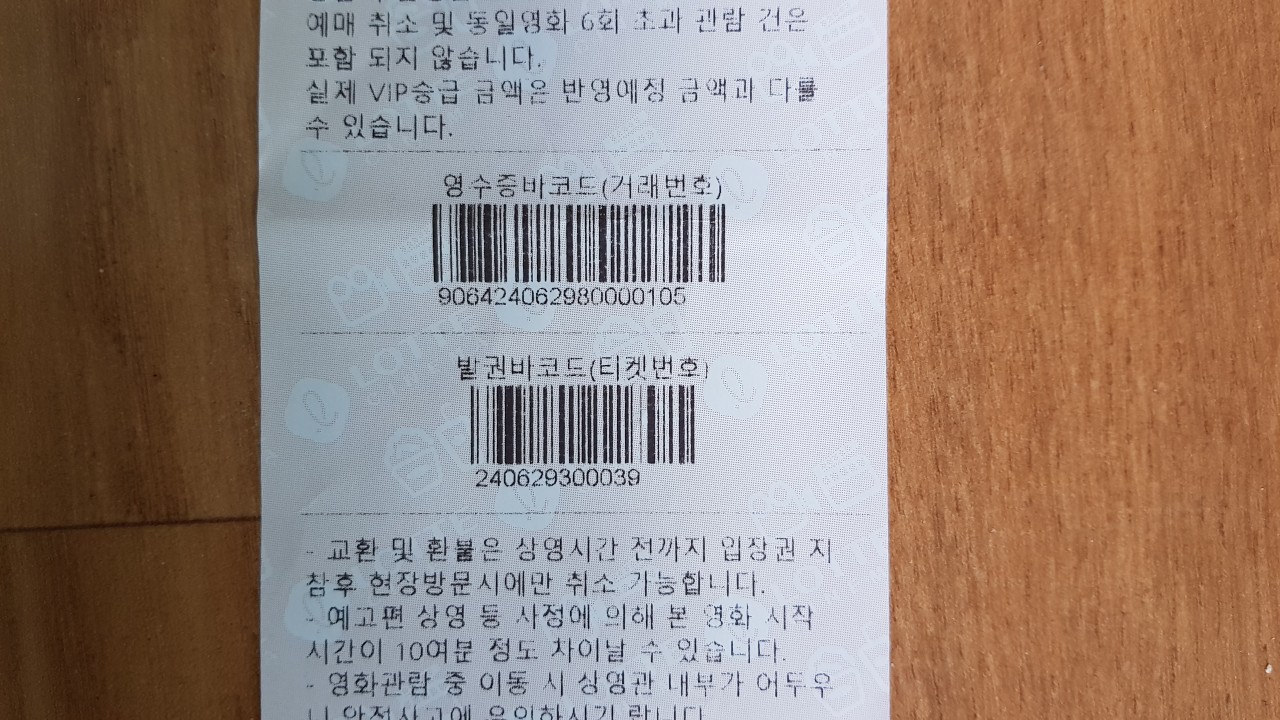 예매 취소 및 동일영화 6회 초과 관람 건은
포함 되지 않습니다.
실제 VIP승급 금액은 반영예정 금액과 다를
수 있습니다.
영수증바코드(거래번호)
906424062980000105
발권바코드(티켓번호)
240629300039
- 교환 및 환불은 상영시간 전까지 입장권 지
참후 현장방문시에만 취소 가능합니다.
- 예고편 상영 등 사정에 의해 본 영화 시작
시간이 10여분 정도 차이날 수 있습니다.
- 영화관람 중 이동 시 상영관 내부가 어두우
LOTTE